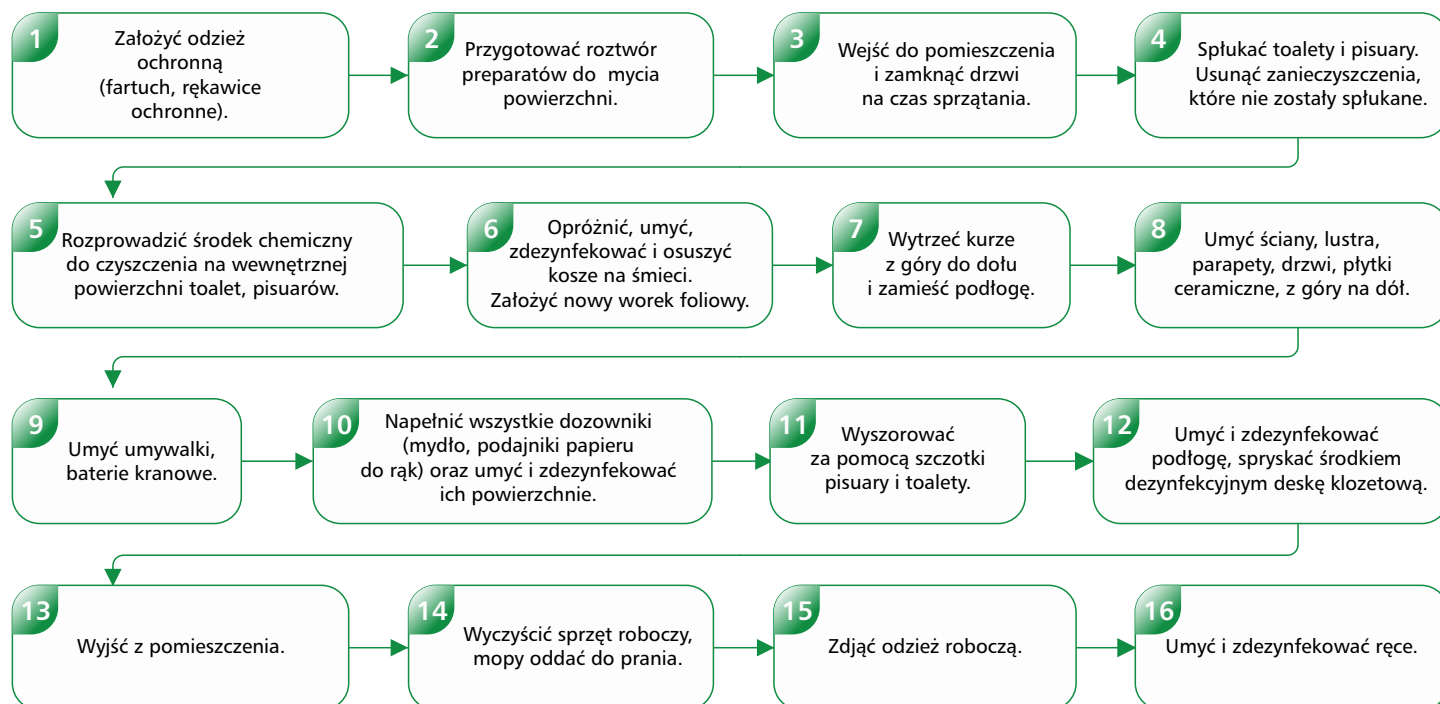 1
Założyć odzież
ochronną
(fartuch, rękawice
ochronne).
2
Przygotować roztwór
preparatów do mycia
powierzchni.
3
Wejść do pomieszczenia
i zamknąć drzwi
na czas sprzątania.
4
Spłukać toalety i pisuary.
Usunąć zanieczyszczenia,
które nie zostały spłukane.
5
Rozprowadzić środek chemiczny
do czyszczenia na wewnętrznej
powierzchni toalet, pisuarów.
6
Opróżnić, umyć,
zdezynfekować i osuszyć
kosze na śmieci.
Założyć nowy worek foliowy.
7
Wytrzeć kurze
z góry do dołu
i zamieść podłogę.
8
Umyć ściany, lustra,
parapety, drzwi, płytki
ceramiczne, z góry na dół.
9
Umyć umywalki,
baterie kranowe.
10
Napełnić wszystkie dozowniki
(mydło, podajniki papieru
do rąk) oraz umyć i zdezynfekować
ich powierzchnie.
11
Wyszorować
za pomocą szczotki
pisuary i toalety.
12
Umyć i zdezynfekować
podłogę, spryskać środkiem
dezynfekcyjnym deskę klozetową.
13
Wyjść z pomieszczenia.
14
Wyczyścić sprzęt roboczy,
mopy oddać do prania.
15
Zdjąć odzież roboczą.
16
Umyć i zdezynfekować ręce.